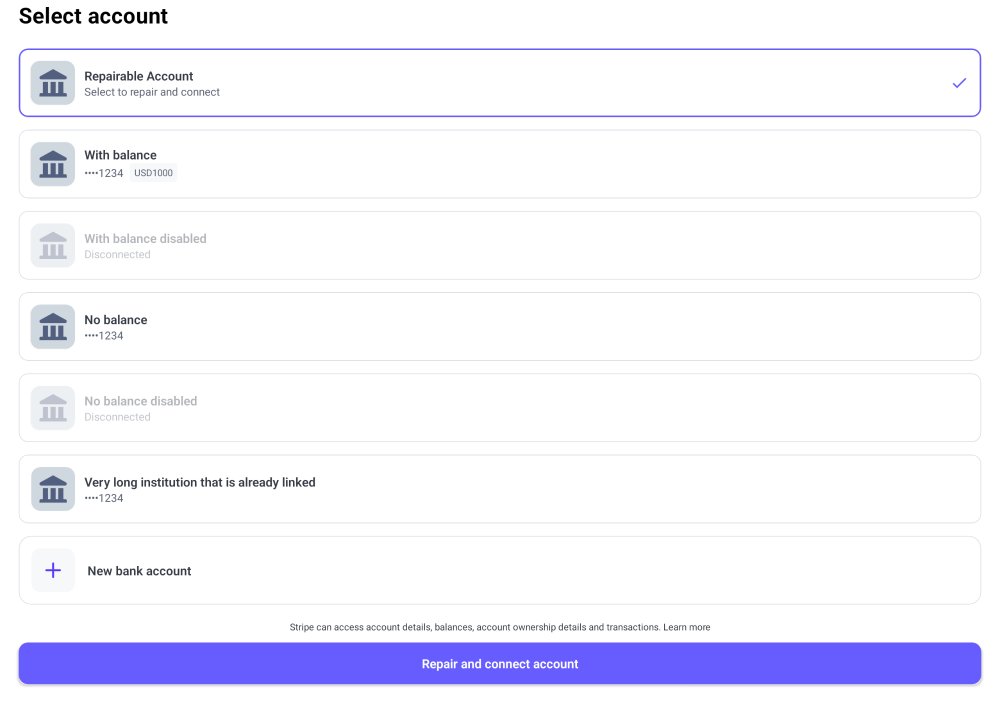 Select account
Repairable Account
Select to repair and connect
With balance
••••1234 USD1000
With balance disabled
Disconnected
No balance
••••1234
No balance disabled
Disconnected
Very long institution that is already linked
••••1234
New bank account
Stripe can access account details, balances, account ownership details and transactions. Learn more
Repair and connect account